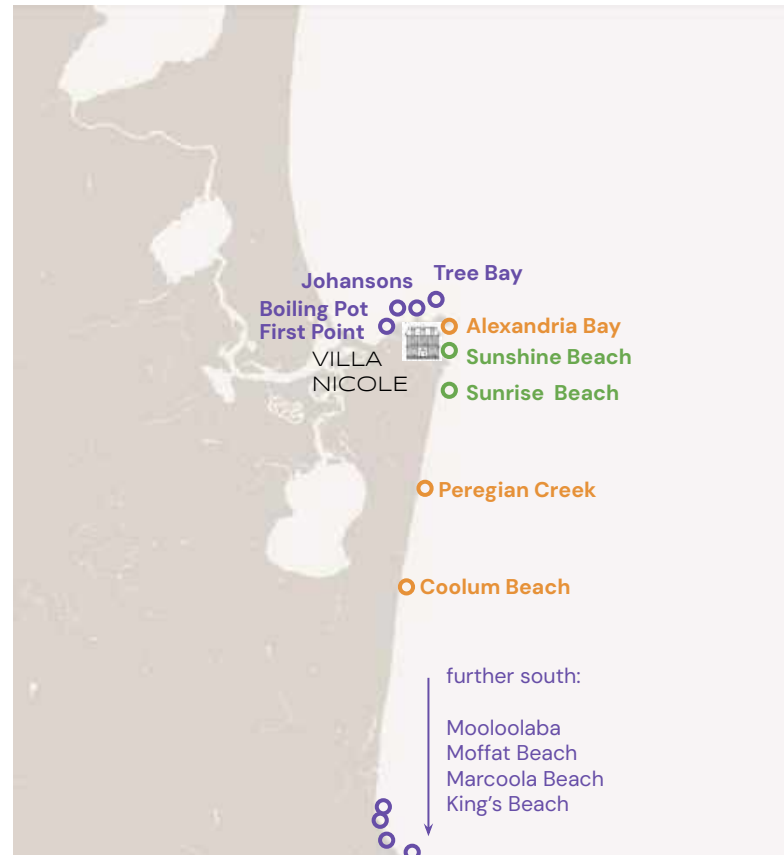 Tree Bay
Johansons
Boiling Pot
First Point
Alexandria Bay
VILLA
NICOLE
Sunshine Beach
Sunrise Beach
Peregian Creek
Coolum Beach
further south:
Mooloolaba
Moffat Beach
Marcoola Beach
King's Beach